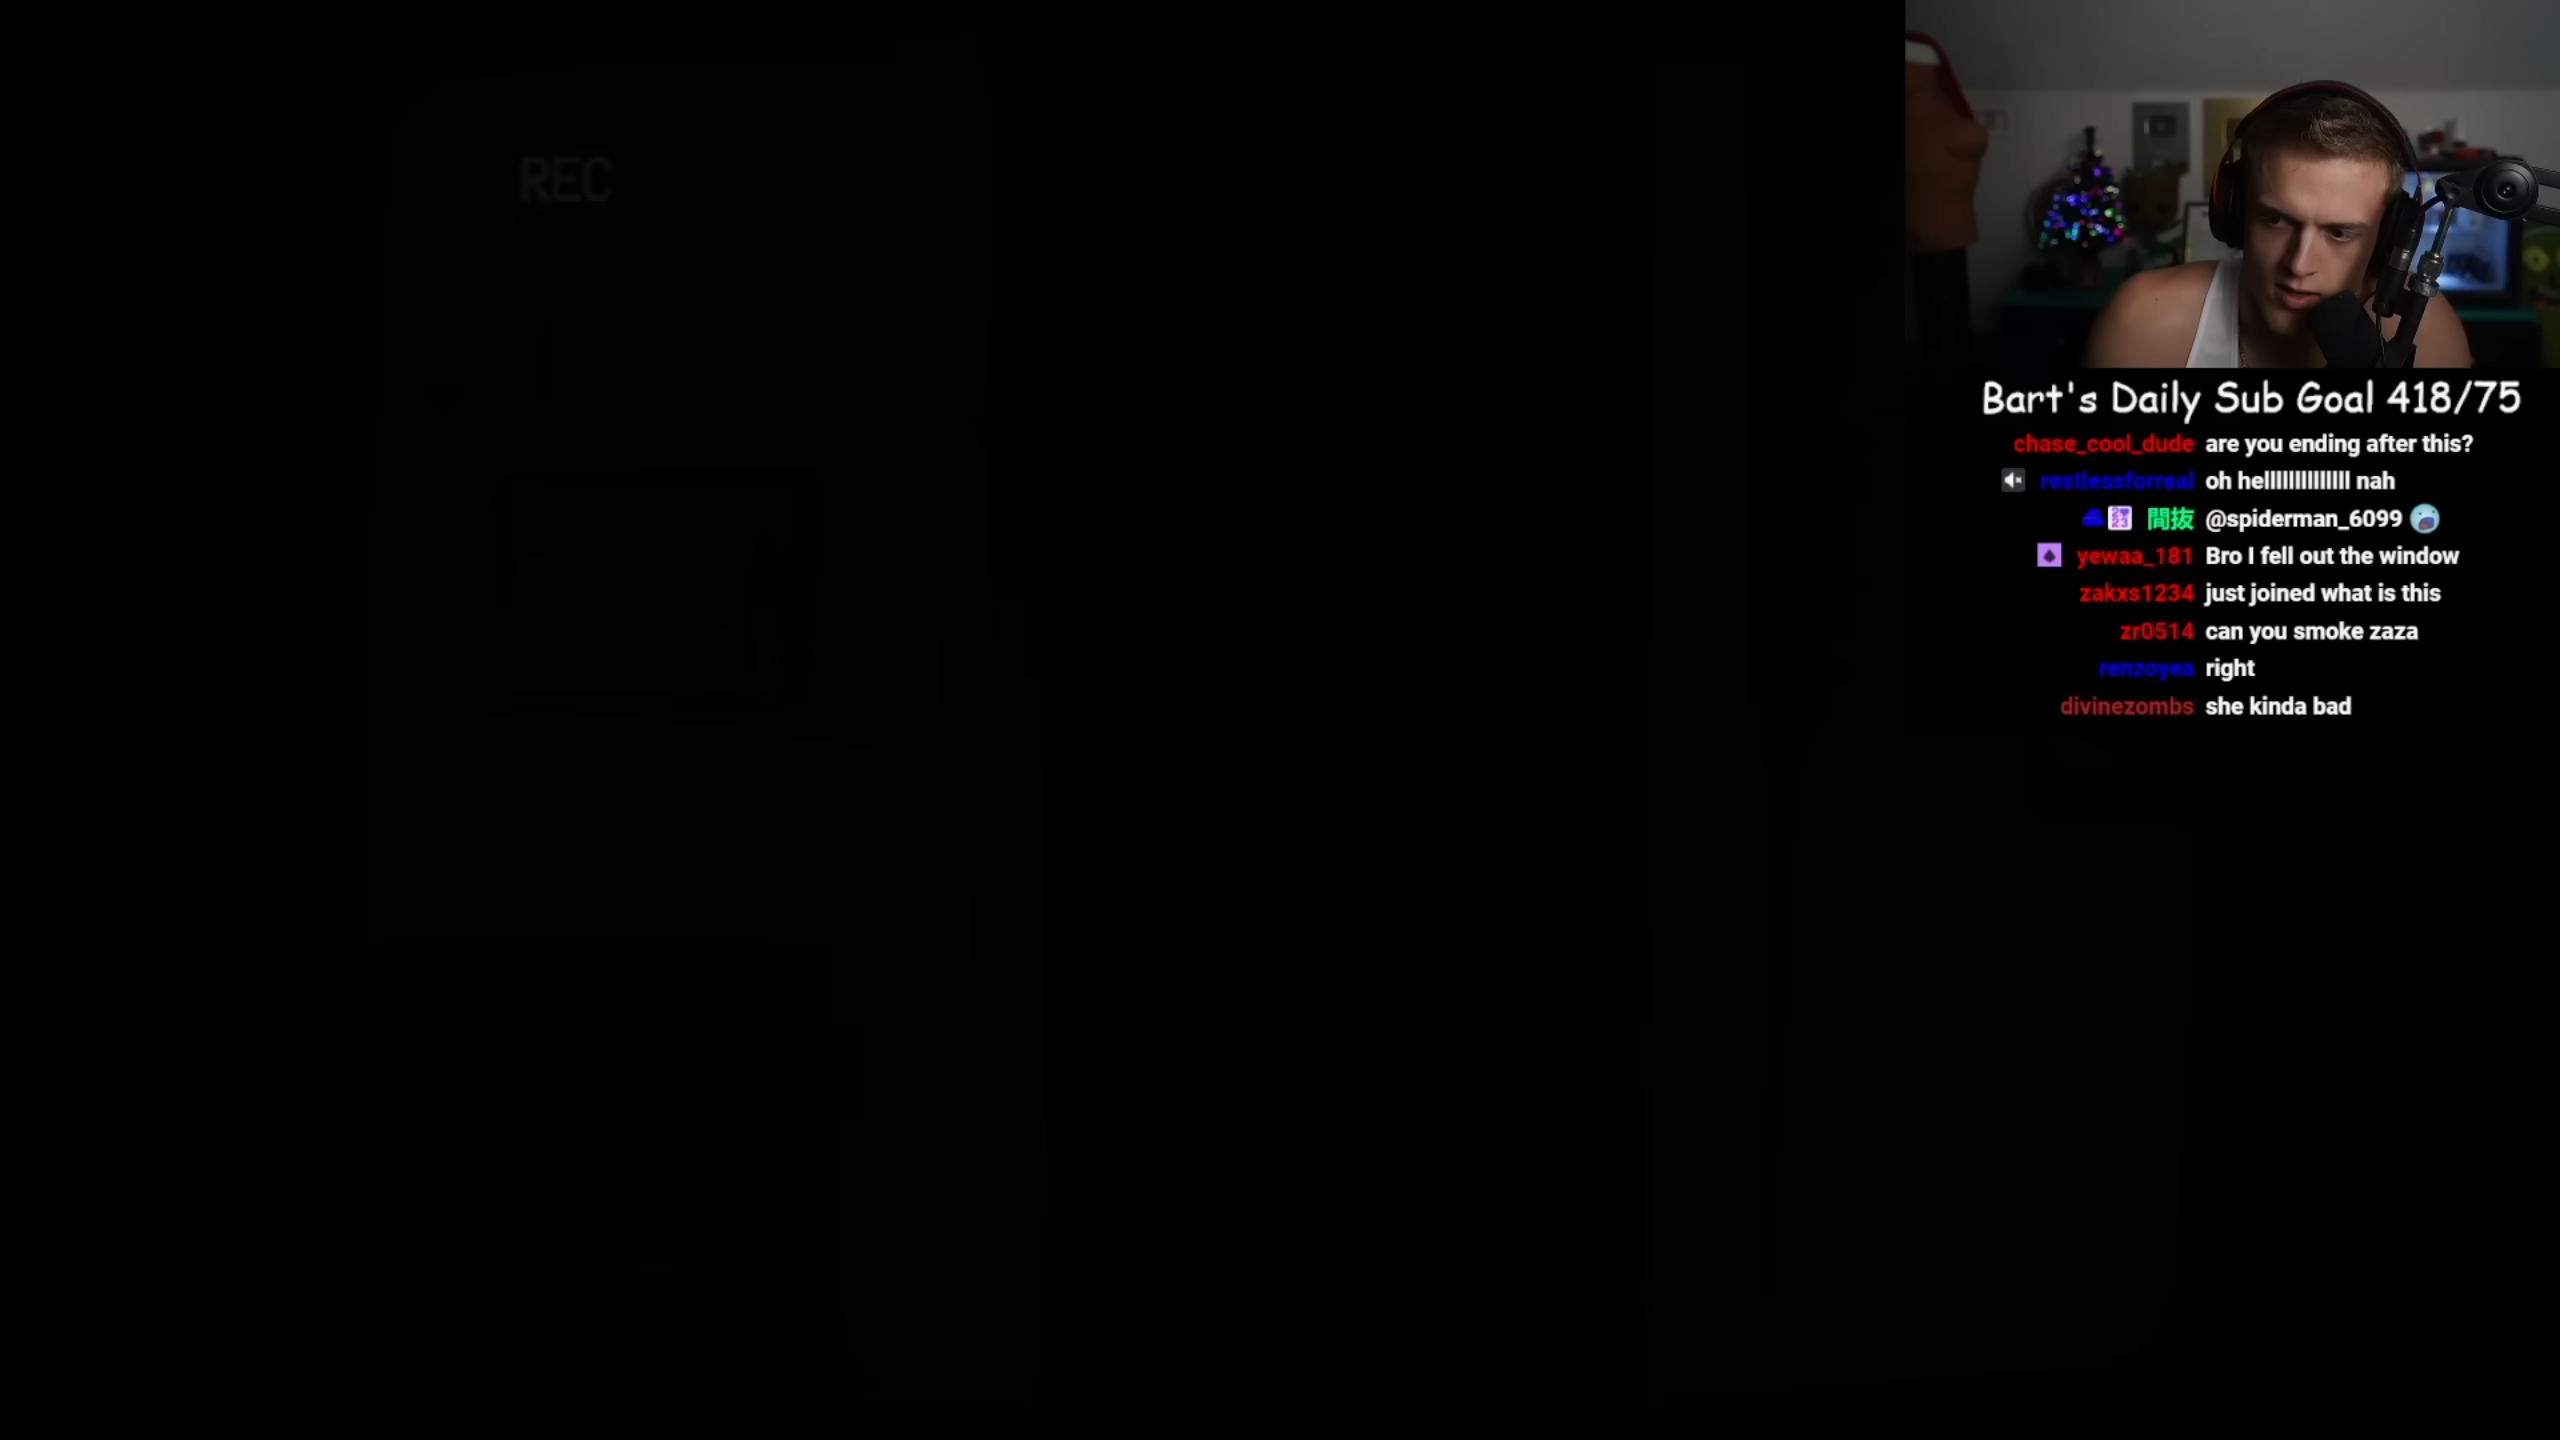 REC
Bart's Daily Sub Goal 418/75
chase_cool_dude are you ending after this?
restlessforreal oh hellllllllllllll nah
間抜 @spiderman_6099
yewaa_181 Bro I fell out the window
zakxs1234 just joined what is this
zr0514 can you smoke zaza
renzoyea right
divinezombs she kinda bad